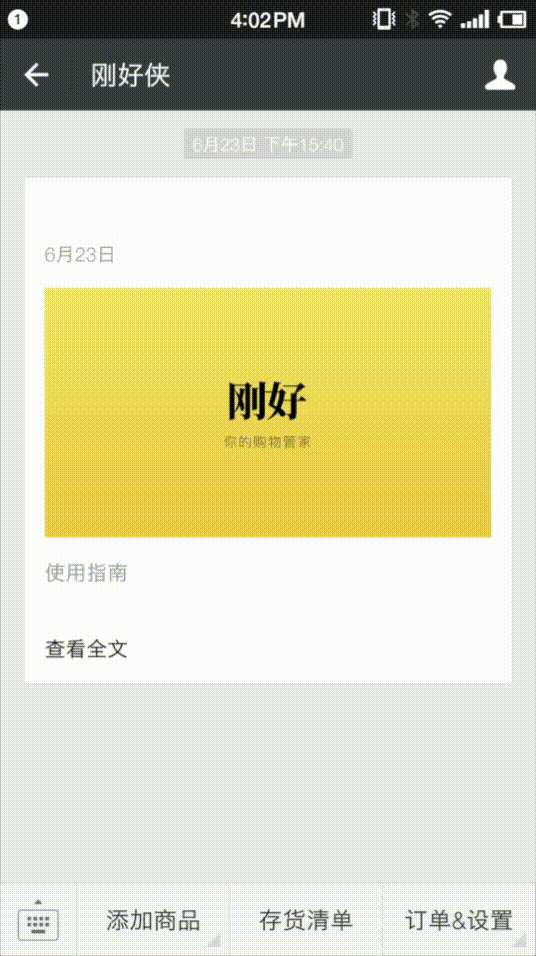 1
4:02PM
刚好侠
6月23日 下午15:40
6月23日
刚好
你的购物管家
使用指南
查看全文
添加商品
存货清单
订单&设置